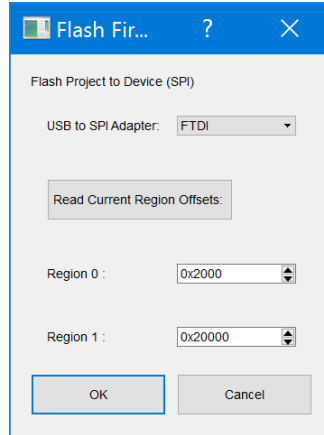 Flash Fir... ?
Flash Project to Device (SPI)
USB to SPI Adapter: FTDI
Read Current Region Offsets:
Region 0 : 0x2000
Region 1 : 0x20000
OK Cancel